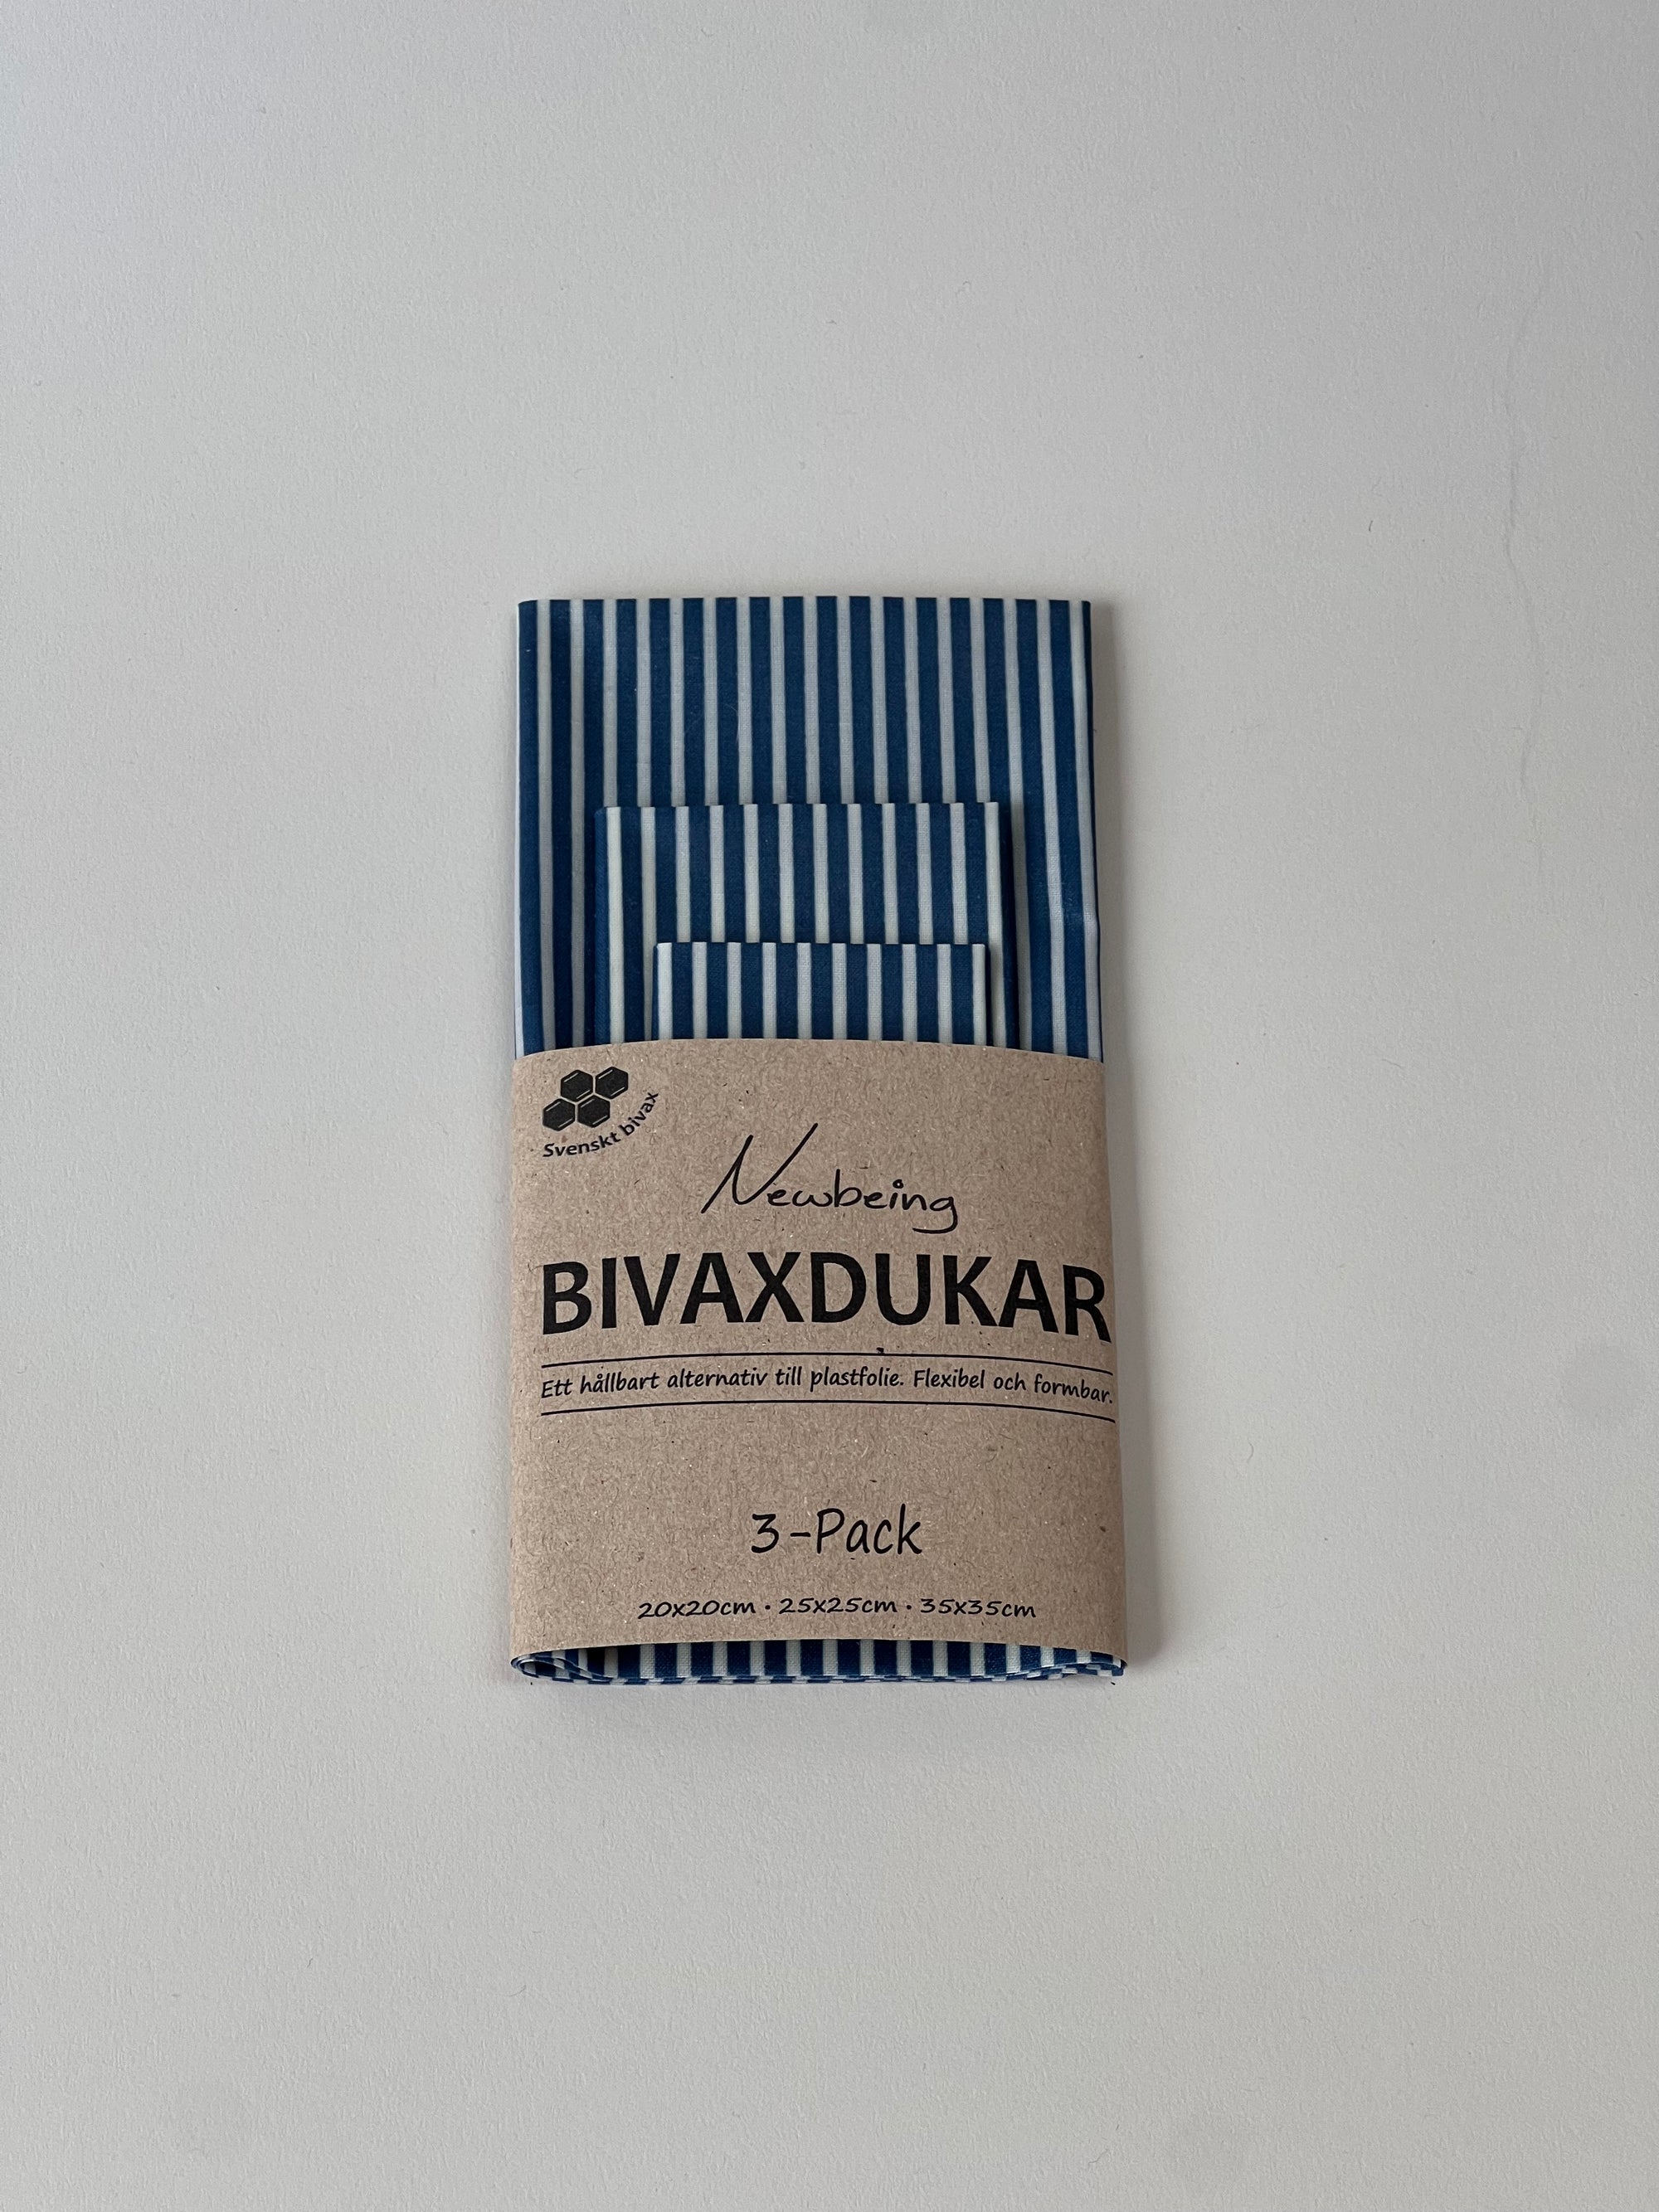 Svenskt bivax
Newbeing
BIVAXDUKAR
Ett hållbart alternativ till plastfolie. Flexibel och formbar.
3-Pack
20x20cm · 25x25cm · 35x35cm